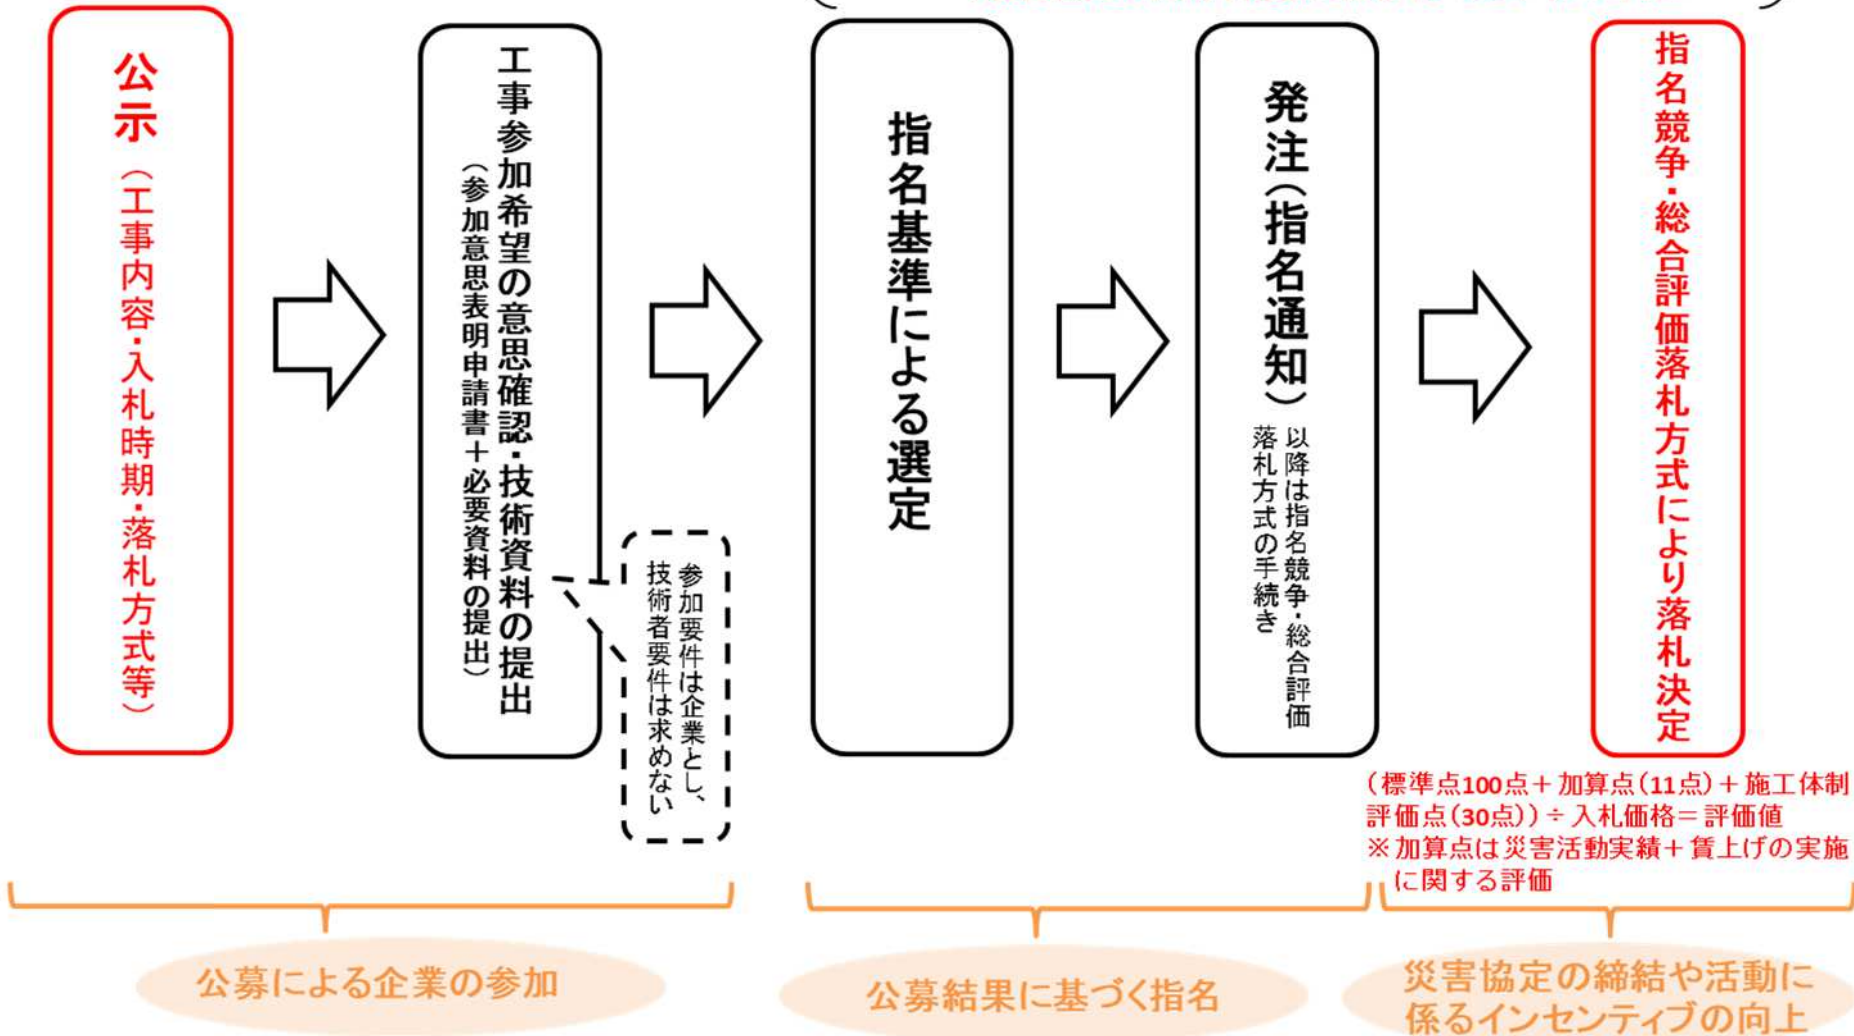 公示（工事内容・入札時期・落札方式等）
工事参加希望の意思確認・技術資料の提出
（参加意思表明申請書＋必要資料の提出）
参加要件は企業とし、
技術者要件は求めない
指名基準による選定
発注（指名通知）
以降は指名競争・総合評価
落札方式の手続き
指名競争・総合評価落札方式により落札決定
（標準点100点＋加算点（11点）＋施工体制
評価点（30点））÷入札価格＝評価値
※加算点は災害活動実績＋賃上げの実施
に関する評価
公募による企業の参加
公募結果に基づく指名
災害協定の締結や活動に
係るインセンティブの向上